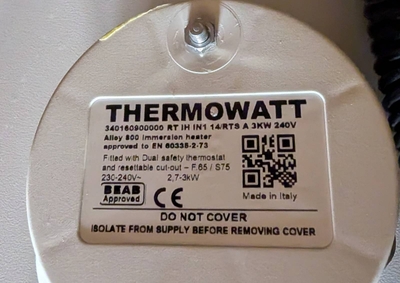 THERMOWATT
340160900000 RT IH IN1 14/RTS A 3KW 240V
Alloy 800 immersion heater
approved to EN 60335-2-73
Fitted with Dual safety thermostat
and resettable cut-out – F.65 / S75
230-240V~ 2,7-3kW
BEAB
Approved
CE
Made in Italy
DO NOT COVER
ISOLATE FROM SUPPLY BEFORE REMOVING COVER